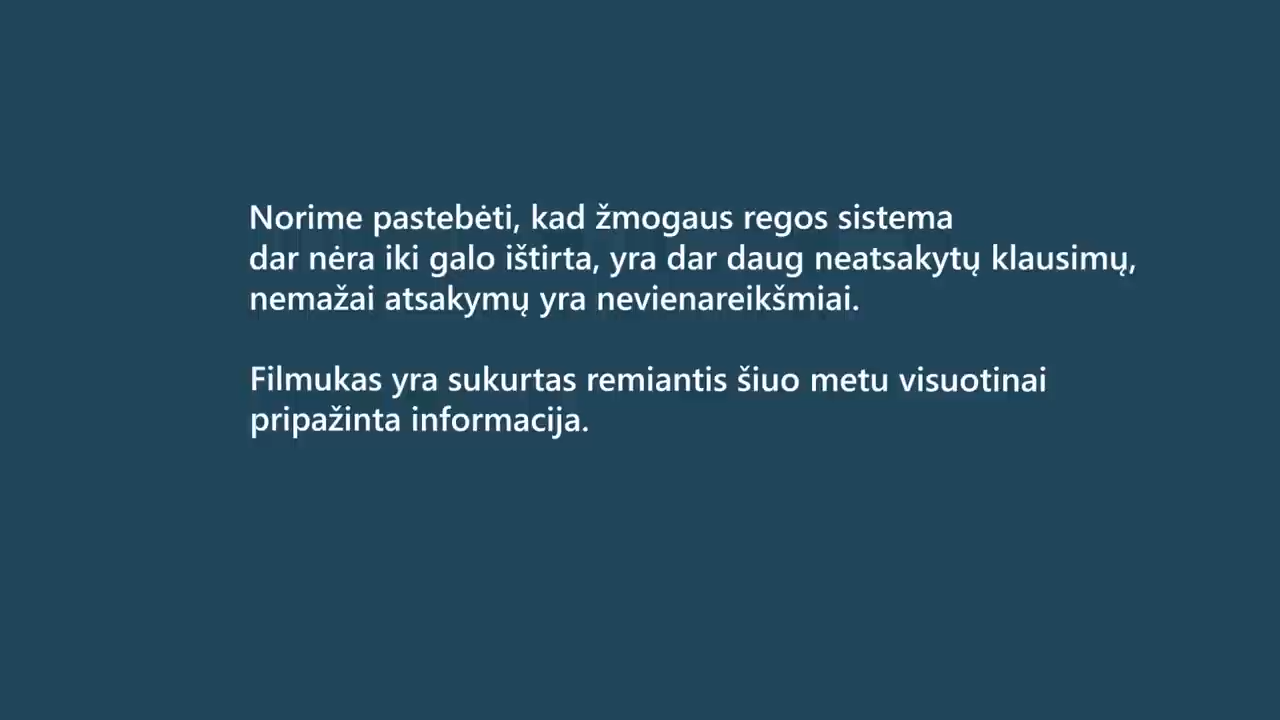 Norime pastebėti, kad žmogaus regos sistema
dar nėra iki galo ištirta, yra dar daug neatsakytų klausimų,
nemažai atsakymų yra nevienareikšmiai.
Filmukas yra sukurtas remiantis šiuo metu visuotinai
pripažinta informacija.